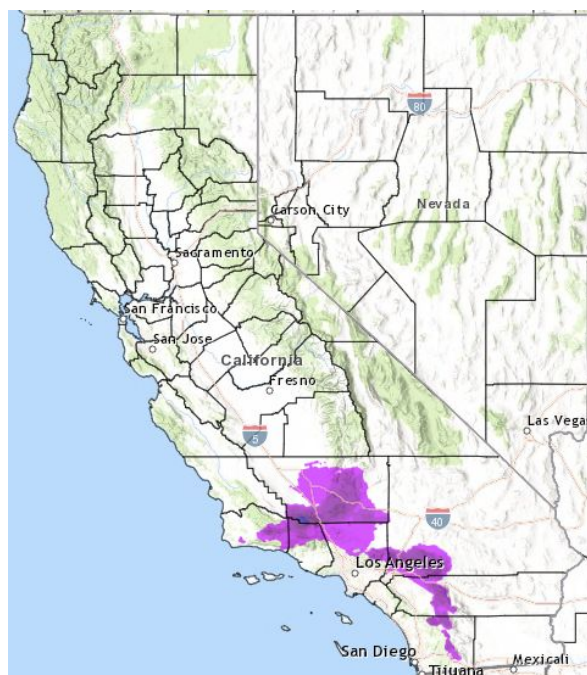 80
Carson City
Nevada
Sacramento
San Francisco
San Jose
California
Fresno
Las Vega
5
40
Los Angeles
San Diego
Mexicali
Tijuana